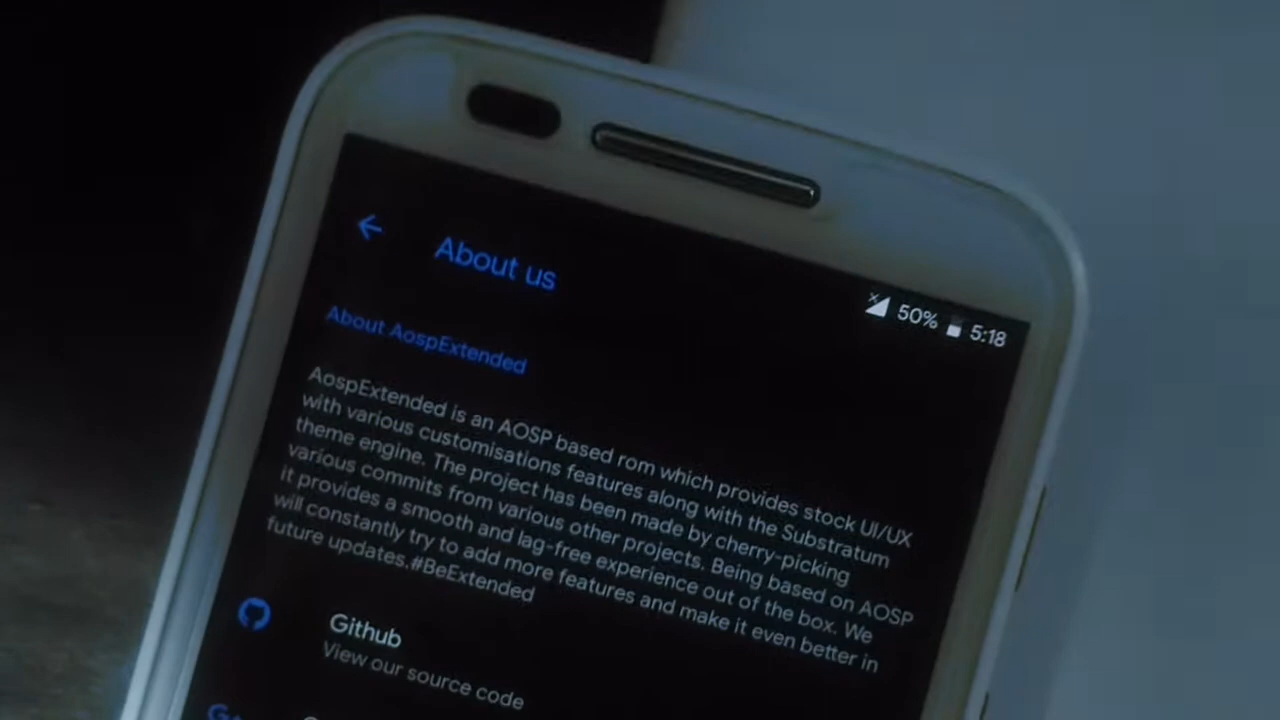 50% 5:18
About us
About AospExtended
AospExtended is an AOSP based rom which provides stock UI/UX
with various customisations features along with the Substratum
theme engine. The project has been made by cherry-picking
various commits from various other projects. Being based on AOSP
it provides a smooth and lag-free experience out of the box. We
will constantly try to add more features and make it even better in
future updates.#BeExtended
Github
View our source code
G+